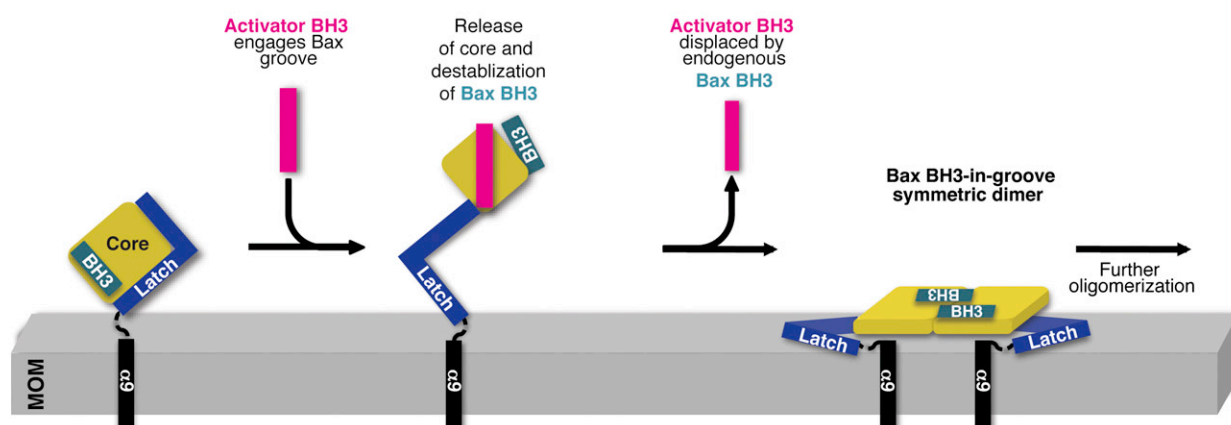 Activator BH3
engages Bax
groove
Release
of core and
destablization
of Bax BH3
Activator BH3
displaced by
endogenous
Bax BH3
Bax BH3-in-groove
symmetric dimer
Further
oligomerization
Core
BH3
Latch
BH3
Latch
BH3
BH3
Latch
Latch
MOM
α9
α9
α9
α9